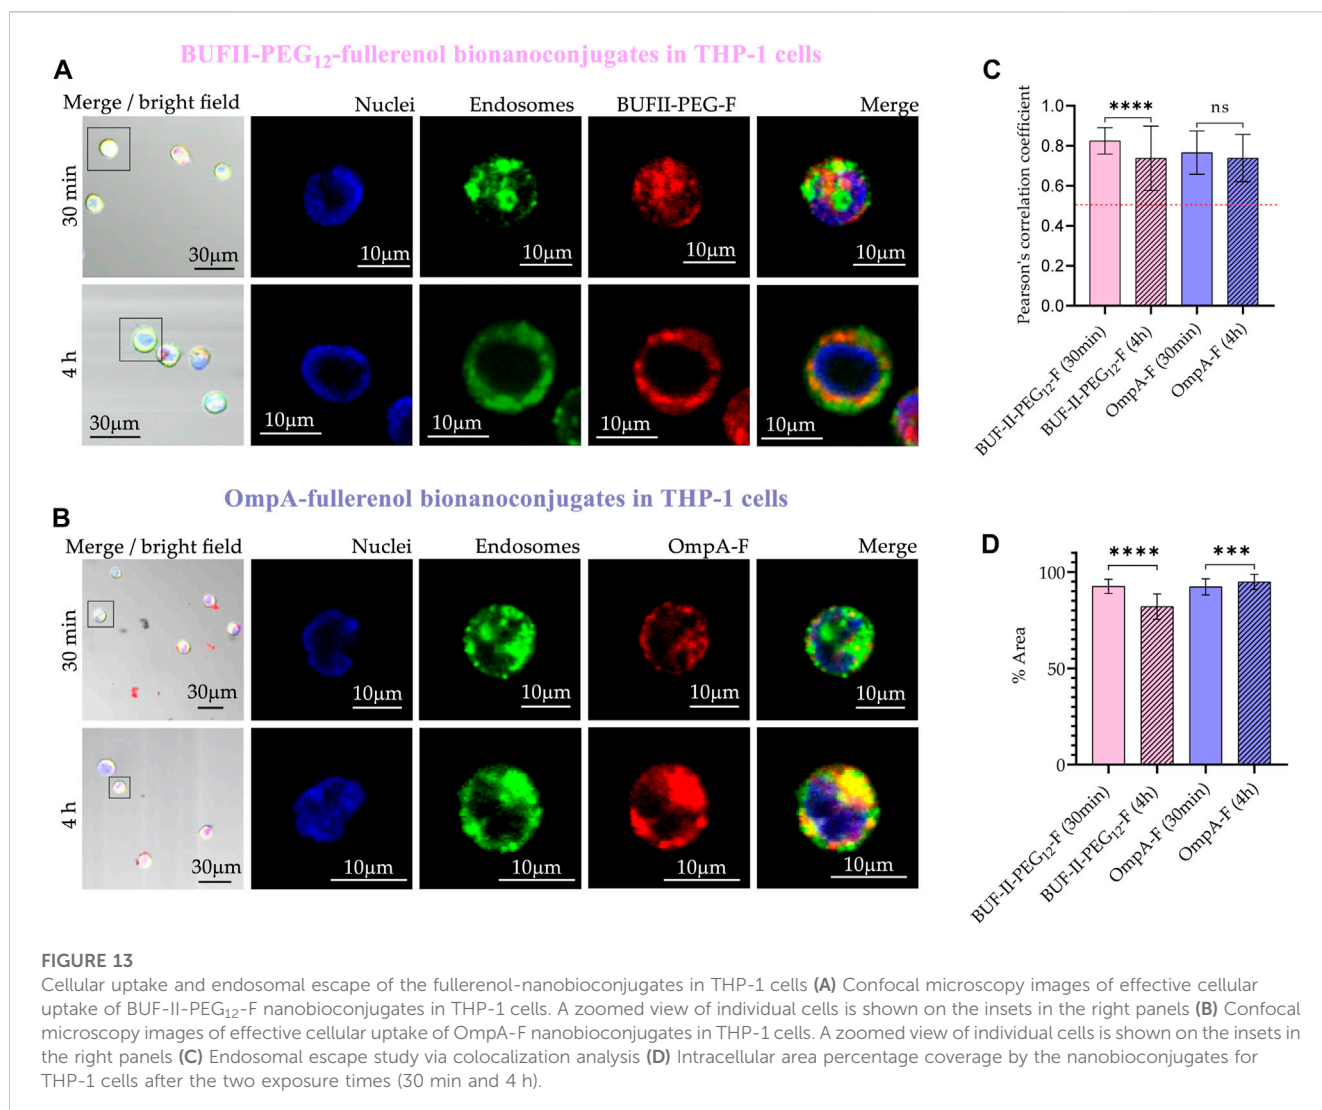 BUFII-PEG₁₂-fullerenol bionanoconjugates in THP-1 cells
A
Merge / bright field
Nuclei
Endosomes
BUFII-PEG-F
Merge
30 min
30μm
10μm
10μm
10μm
10μm
4 h
30μm
10μm
10μm
10μm
10μm
OmpA-fullerenol bionanoconjugates in THP-1 cells
B
Merge / bright field
Nuclei
Endosomes
OmpA-F
Merge
30 min
30μm
10μm
10μm
10μm
10μm
4 h
30μm
10μm
10μm
10μm
10μm
C
Pearson's correlation coefficient
1.0
0.8
0.6
0.4
0.2
0.0
****
ns
BUF-II-PEG₁₂-F (30min)
BUF-II-PEG₁₂-F (4h)
OmpA-F (30min)
OmpA-F (4h)
D
% Area
100
50
0
****
***
BUF-II-PEG₁₂-F (30min)
BUF-II-PEG₁₂-F (4h)
OmpA-F (30min)
OmpA-F (4h)
FIGURE 13
Cellular uptake and endosomal escape of the fullerenol-nanobioconjugates in THP-1 cells (A) Confocal microscopy images of effective cellular
uptake of BUF-II-PEG₁₂-F nanobioconjugates in THP-1 cells. A zoomed view of individual cells is shown on the insets in the right panels (B) Confocal
microscopy images of effective cellular uptake of OmpA-F nanobioconjugates in THP-1 cells. A zoomed view of individual cells is shown on the insets in
the right panels (C) Endosomal escape study via colocalization analysis (D) Intracellular area percentage coverage by the nanobioconjugates for
THP-1 cells after the two exposure times (30 min and 4 h).